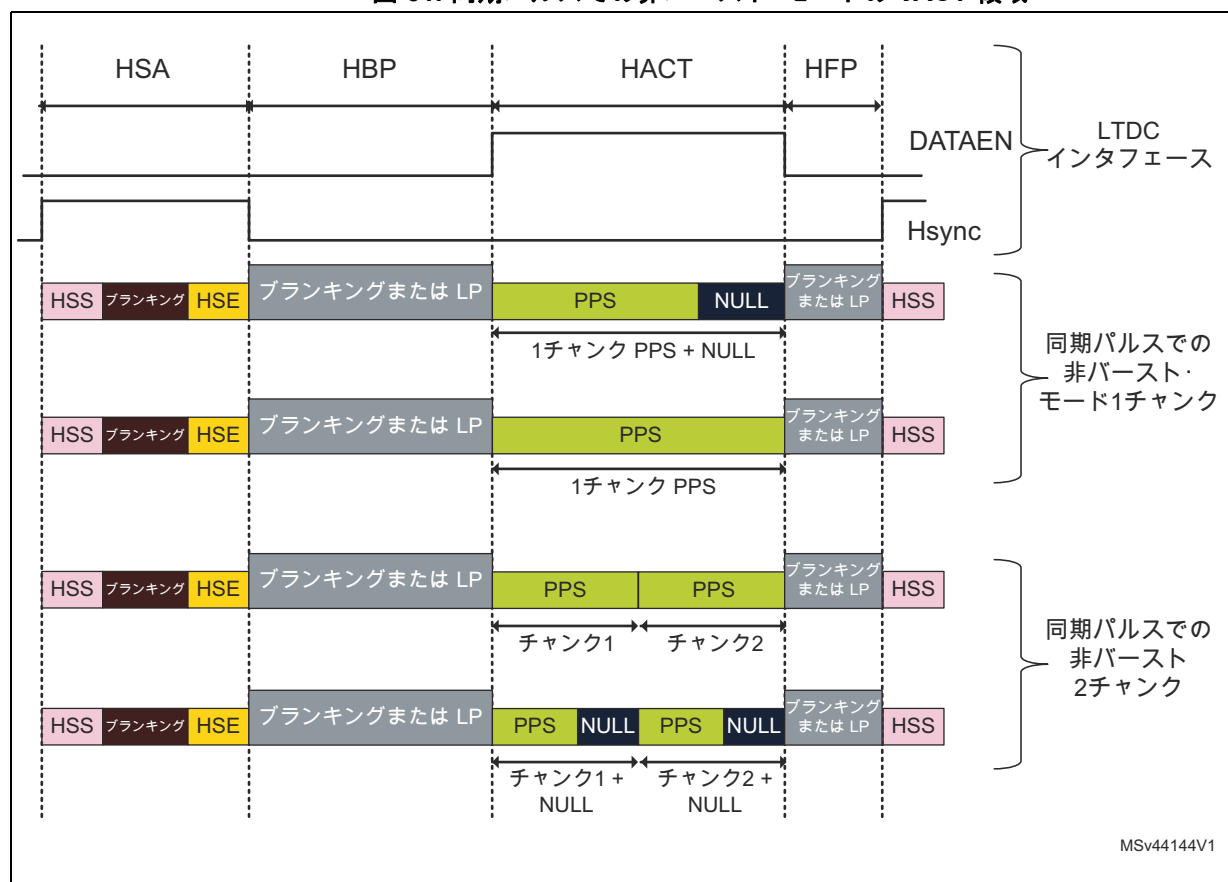 HSA HBP HACT HFP
DATAEN
LTDC
インタフェース
Hsync
HSS ブランキング HSE ブランキングまたは LP PPS NULL ブランキング
または LP HSS
1チャンク PPS + NULL
同期パルスでの
非バースト・
モード1チャンク
HSS ブランキング HSE ブランキングまたは LP PPS ブランキング
または LP HSS
1チャンク PPS
HSS ブランキング HSE ブランキングまたは LP PPS PPS ブランキング
または LP HSS
チャンク1 チャンク2
同期パルスでの
非バースト
2チャンク
HSS ブランキング HSE ブランキングまたは LP PPS NULL PPS NULL ブランキング
または LP HSS
チャンク1 +
NULL
チャンク2 +
NULL
MSv44144V1